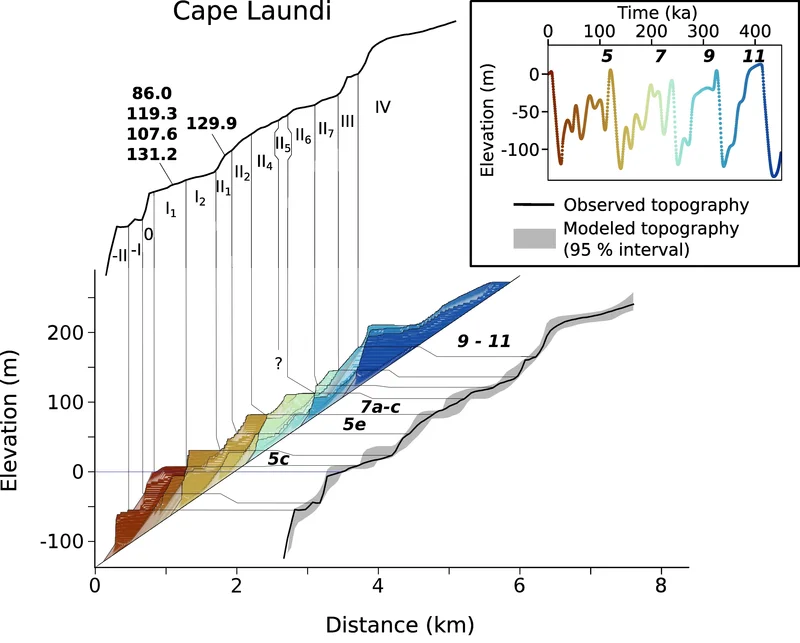 Cape Laundi
86.0
119.3
107.6
131.2
129.9
-II
-I
0
I₁
I₂
II₁
II₂
II₄
II₅
II₆
II₇
III
IV
Time (ka)
0 100 200 300 400
5 7 9 11
Elevation (m)
0
-50
-100
Observed topography
Modeled topography
(95 % interval)
Elevation (m)
200
100
0
-100
?
9 - 11
7a-c
5e
5c
0 2 4 6 8
Distance (km)